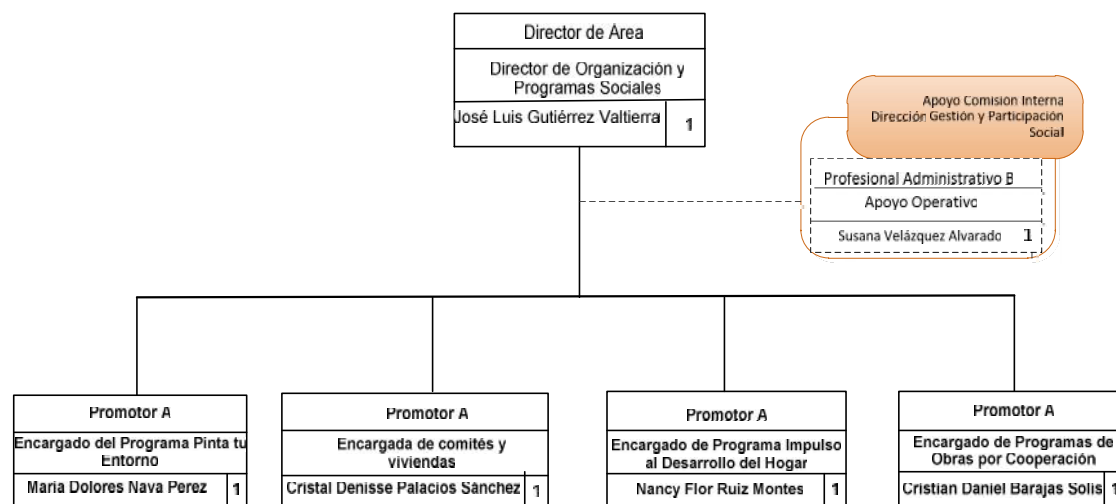 Director de Área
Director de Organización y
Programas Sociales
José Luis Gutiérrez Valtierra 1
Apoyo Comisión Interna
Dirección Gestión y Participación
Social
Profesional Administrativo B
Apoyo Operativo
Susana Velázquez Alvarado 1
Promotor A
Encargado del Programa Pinta tu
Entorno
Maria Dolores Nava Perez 1
Promotor A
Encargada de comités y
viviendas
Cristal Denisse Palacios Sánchez 1
Promotor A
Encargado de Programa Impulso
al Desarrollo del Hogar
Nancy Flor Ruiz Montes 1
Promotor A
Encargado de Programas de
Obras por Cooperación
Cristian Daniel Barajas Solis 1